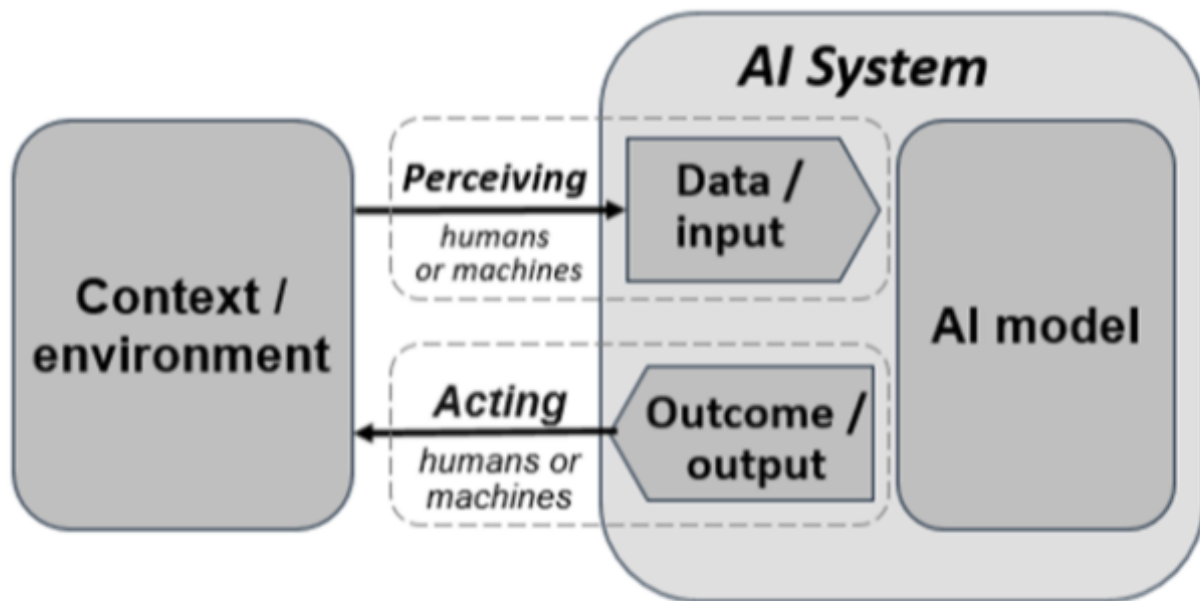 AI System
Perceiving
humans
or machines
Data /
input
Context /
environment
AI model
Acting
humans or
machines
Outcome /
output